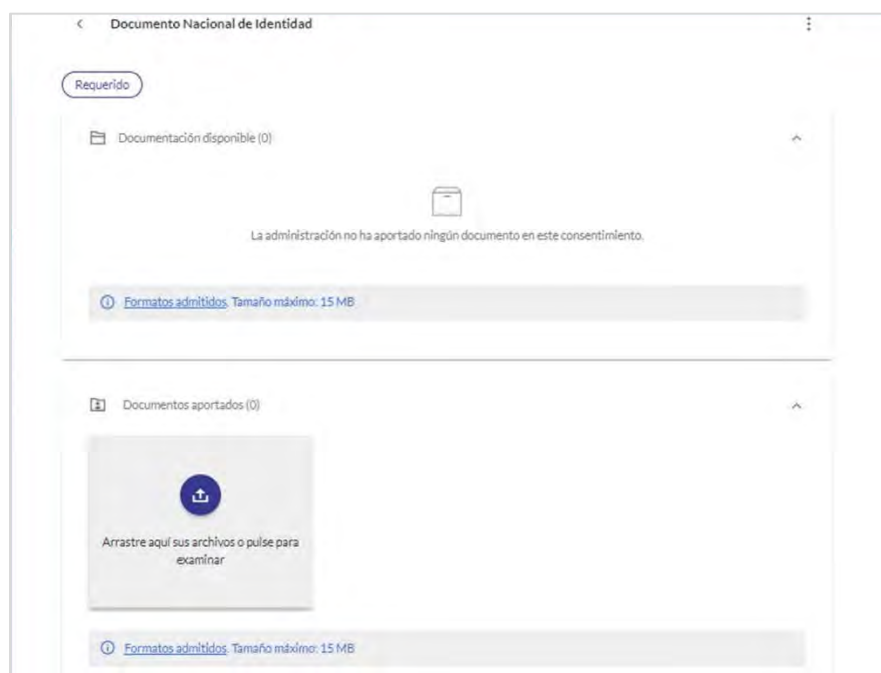 Documento Nacional de Identidad
Requerido
Documentación disponible (0)
La administración no ha aportado ningún documento en este consentimiento.
Formatos admitidos. Tamaño máximo: 15 MB
Documentos aportados (0)
Arrastre aquí sus archivos o pulse para
examinar
Formatos admitidos. Tamaño máximo: 15 MB